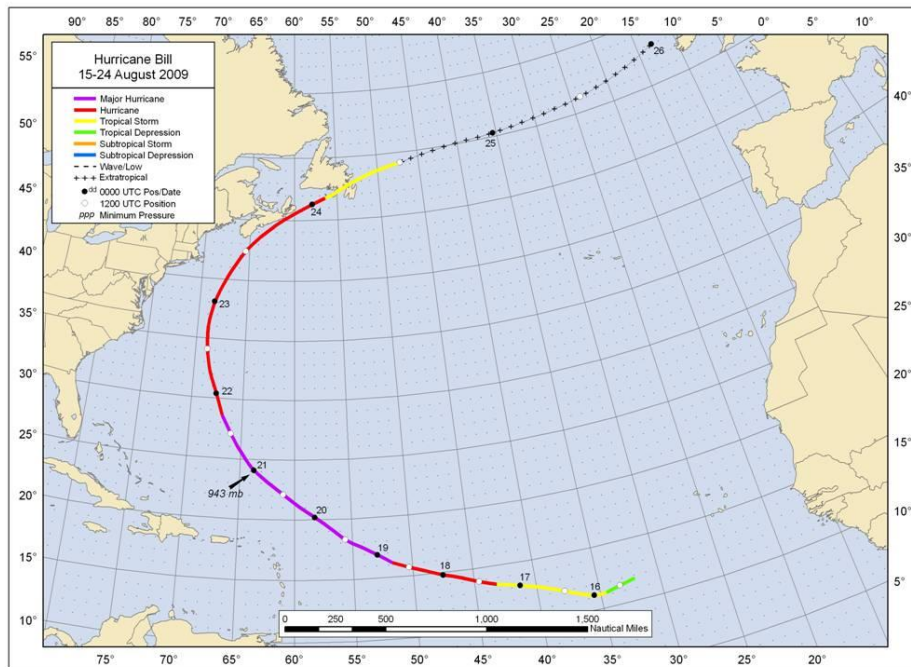 90° 85° 80° 75° 70° 65° 60° 55° 50° 45° 40° 35° 30° 25° 20° 15° 10° 5° 0° 5° 10°
Hurricane Bill
15-24 August 2009
Major Hurricane
Hurricane
Tropical Storm
Tropical Depression
Subtropical Storm
Subtropical Depression
Wave/Low
Extratropical
dd 0000 UTC Pos/Date
1200 UTC Position
PPP Minimum Pressure
55°
50°
45°
40°
35°
30°
25°
20°
15°
10°
40°
35°
30°
25°
20°
15°
10°
5°
26
25
24
23
22
21
943 mb
20
19
18
17
16
0 250 500 1,000 1,500
Nautical Miles
75° 70° 65° 60° 55° 50° 45° 40° 35° 30° 25° 20°